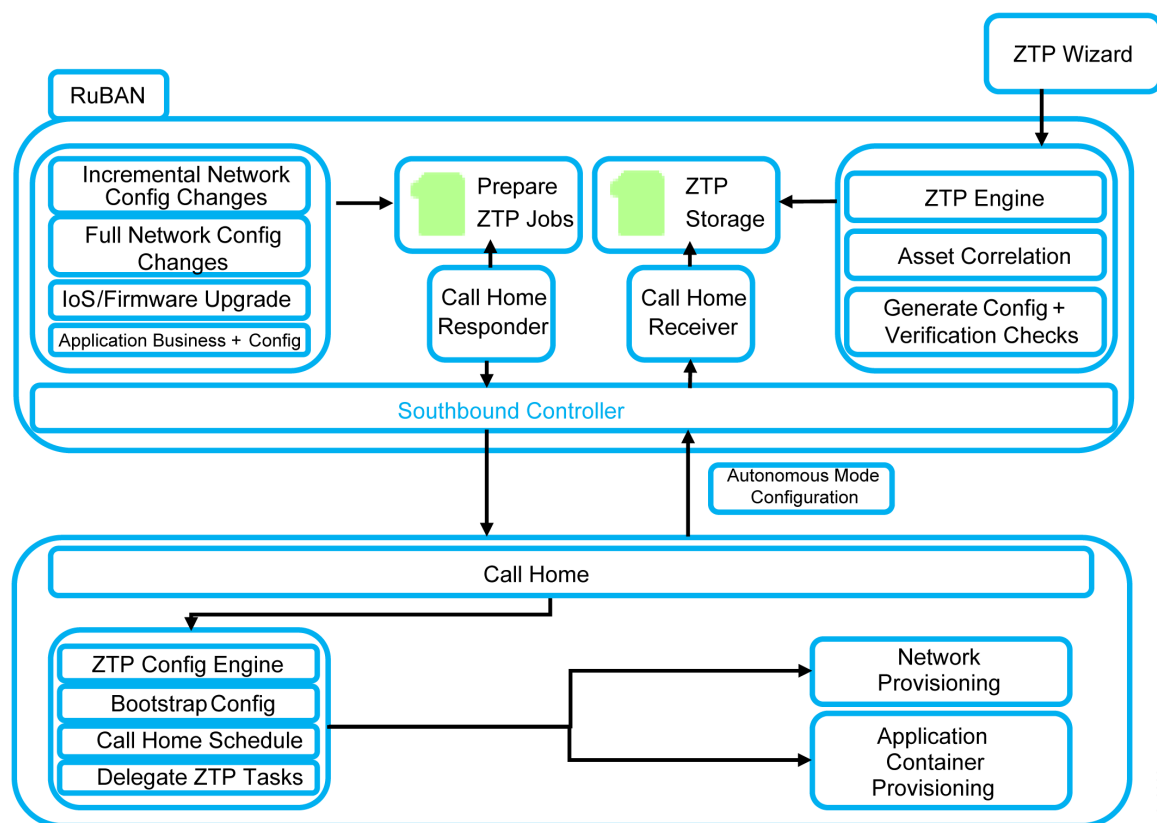 ZTP Wizard
RuBAN
Incremental Network
Config Changes
Full Network Config
Changes
IoS/Firmware Upgrade
Application Business + Config
Prepare
ZTP Jobs
ZTP
Storage
ZTP Engine
Asset Correlation
Generate Config +
Verification Checks
Call Home
Responder
Call Home
Receiver
Southbound Controller
Autonomous Mode
Configuration
Call Home
ZTP Config Engine
Bootstrap Config
Call Home Schedule
Delegate ZTP Tasks
Network
Provisioning
Application
Container
Provisioning